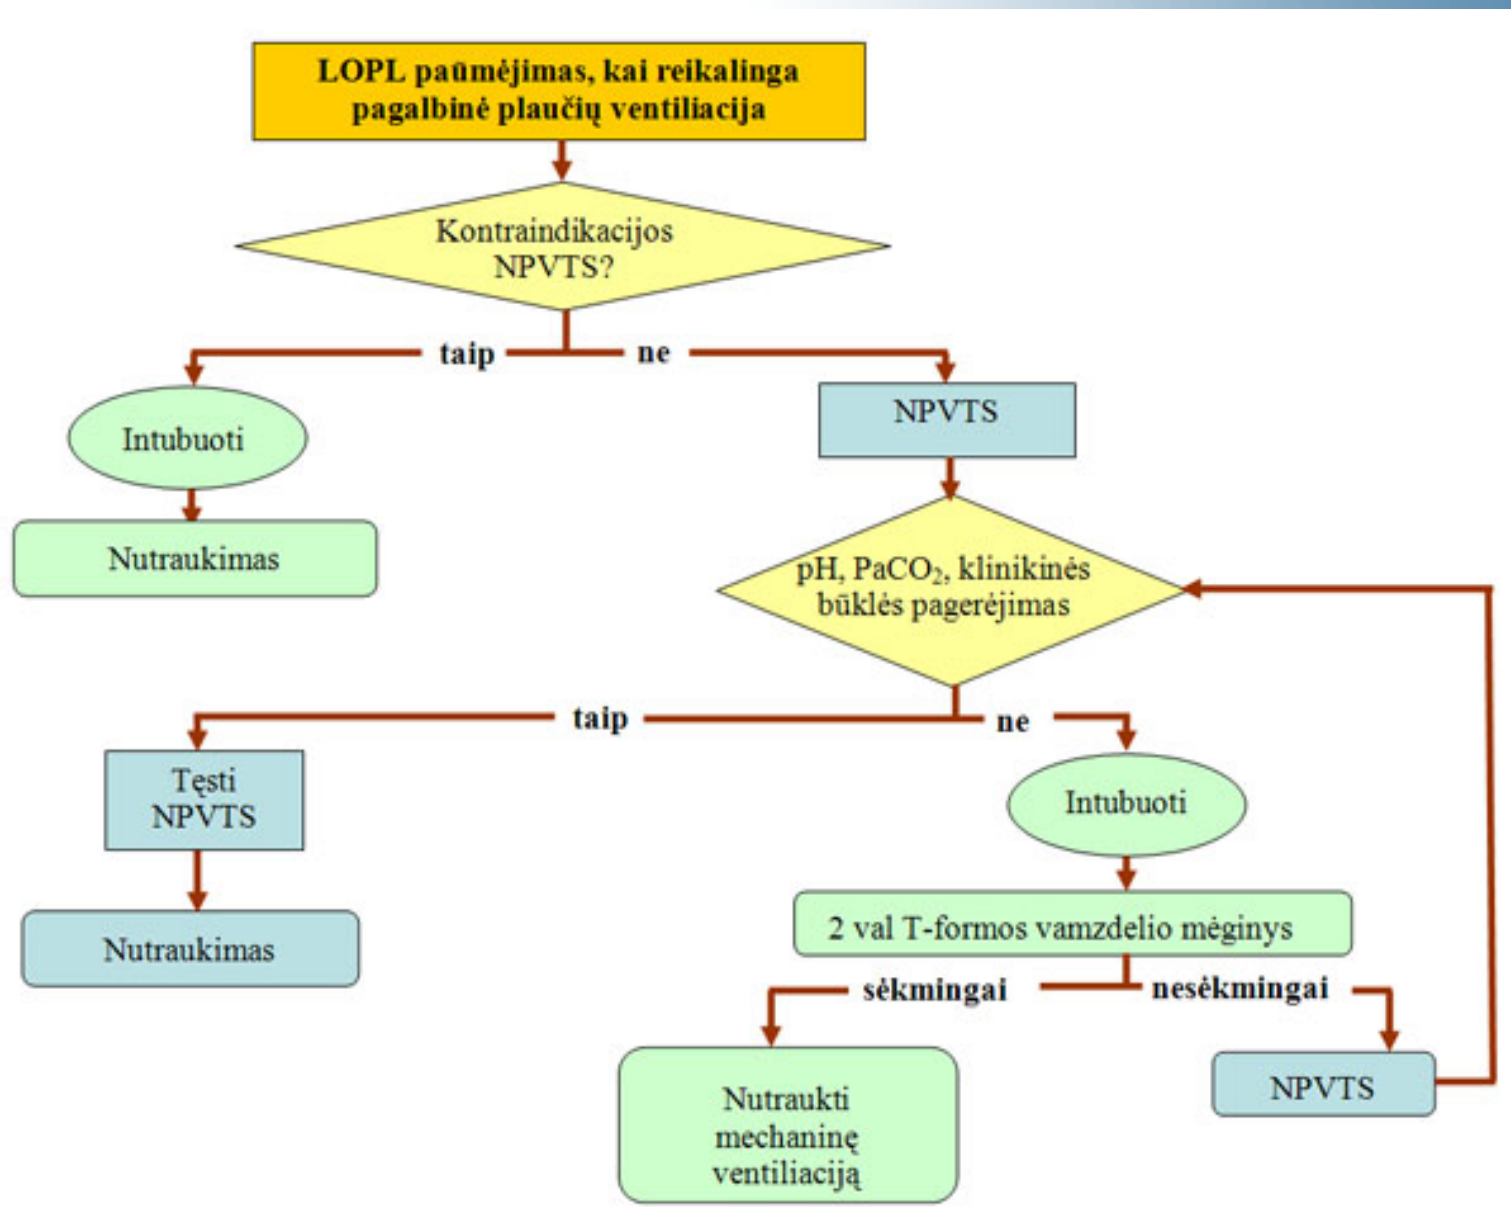 LOPL paūmėjimas, kai reikalinga
pagalbinė plaučių ventiliacija
Kontraindikacijos
NPVTS?
taip
ne
Intubuoti
NPVTS
Nutraukimas
pH, PaCO₂, klinikinės
būklės pagerėjimas
taip
ne
Tęsti
NPVTS
Intubuoti
Nutraukimas
2 val T-formos vamzdelio mėginys
sėkmingai
nesėkmingai
Nutraukti
mechaninę
ventiliaciją
NPVTS